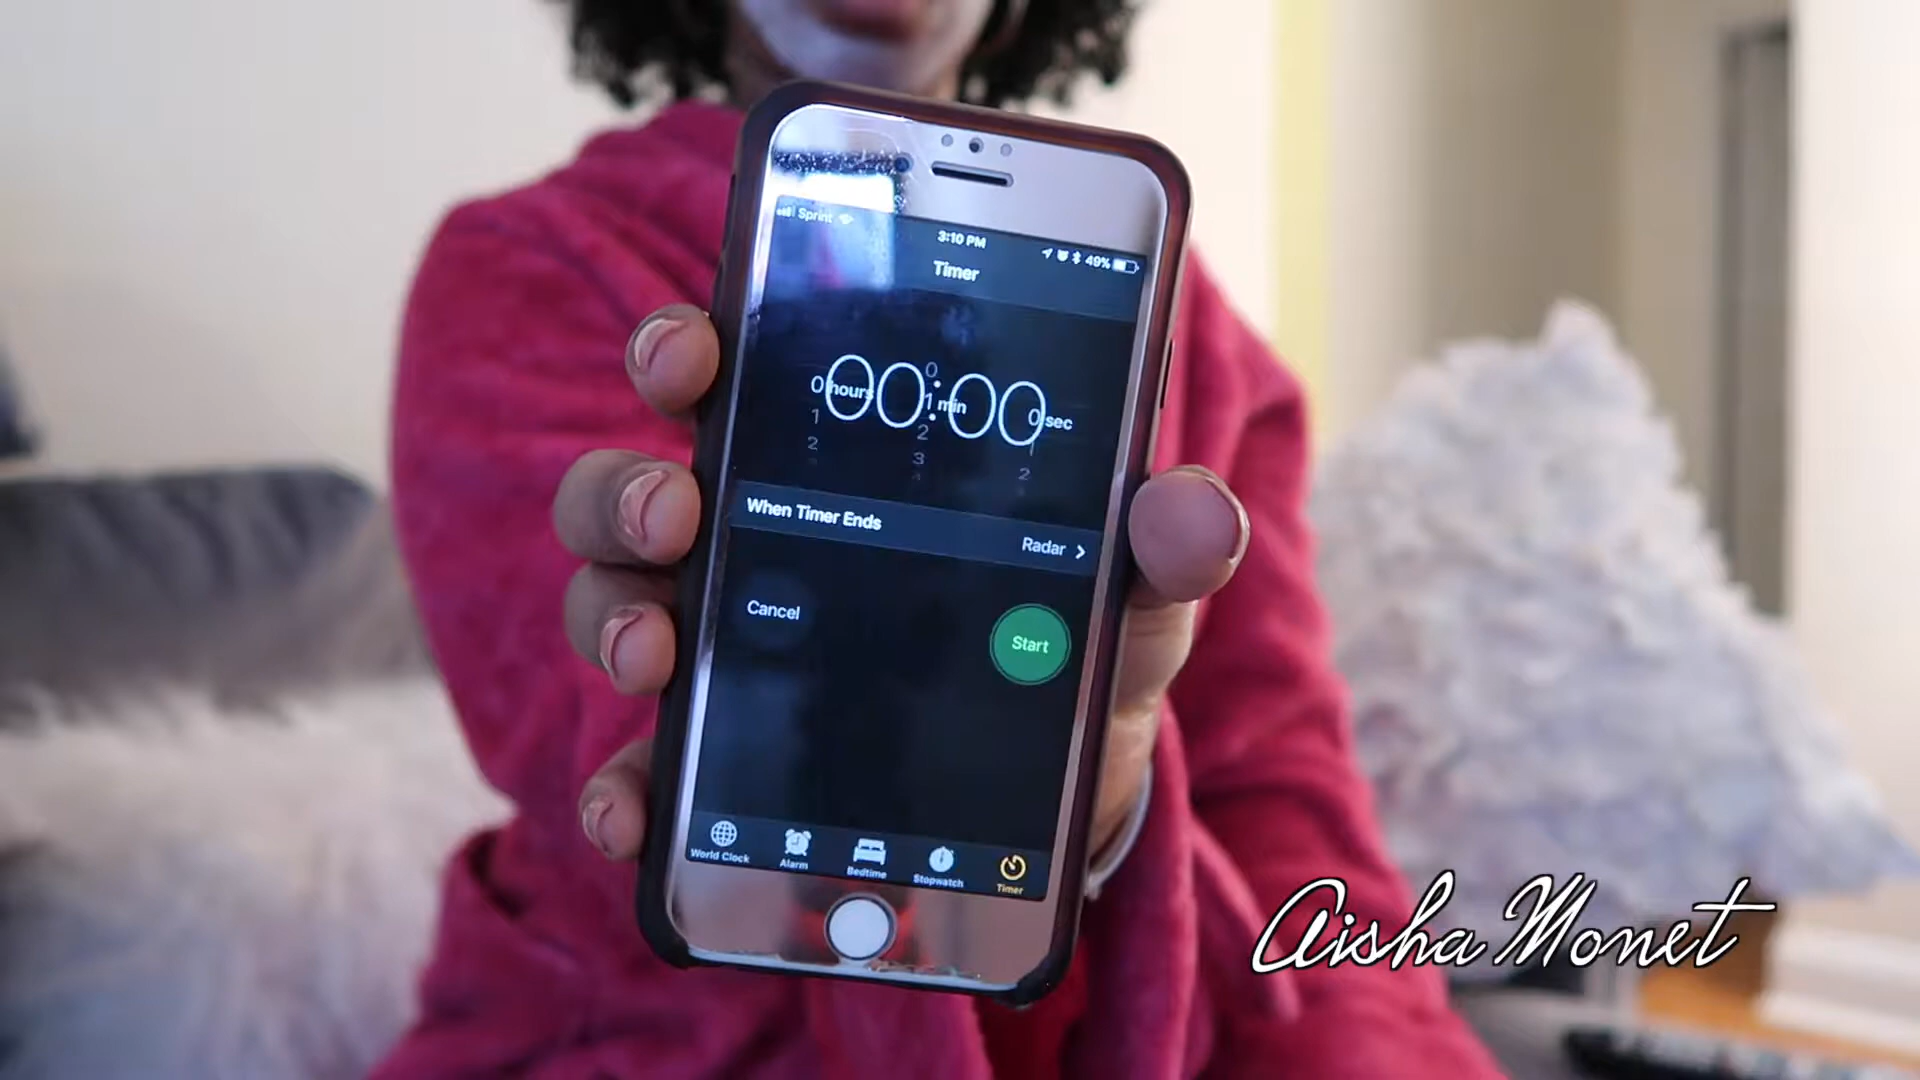 Sprint
3:10 PM
49%
Timer
00:00
0 hours
0
1 min
0 sec
1
2
1
2
3
2
When Timer Ends
Radar >
Cancel
Start
World Clock
Alarm
Bedtime
Stopwatch
Timer
Aisha Monet